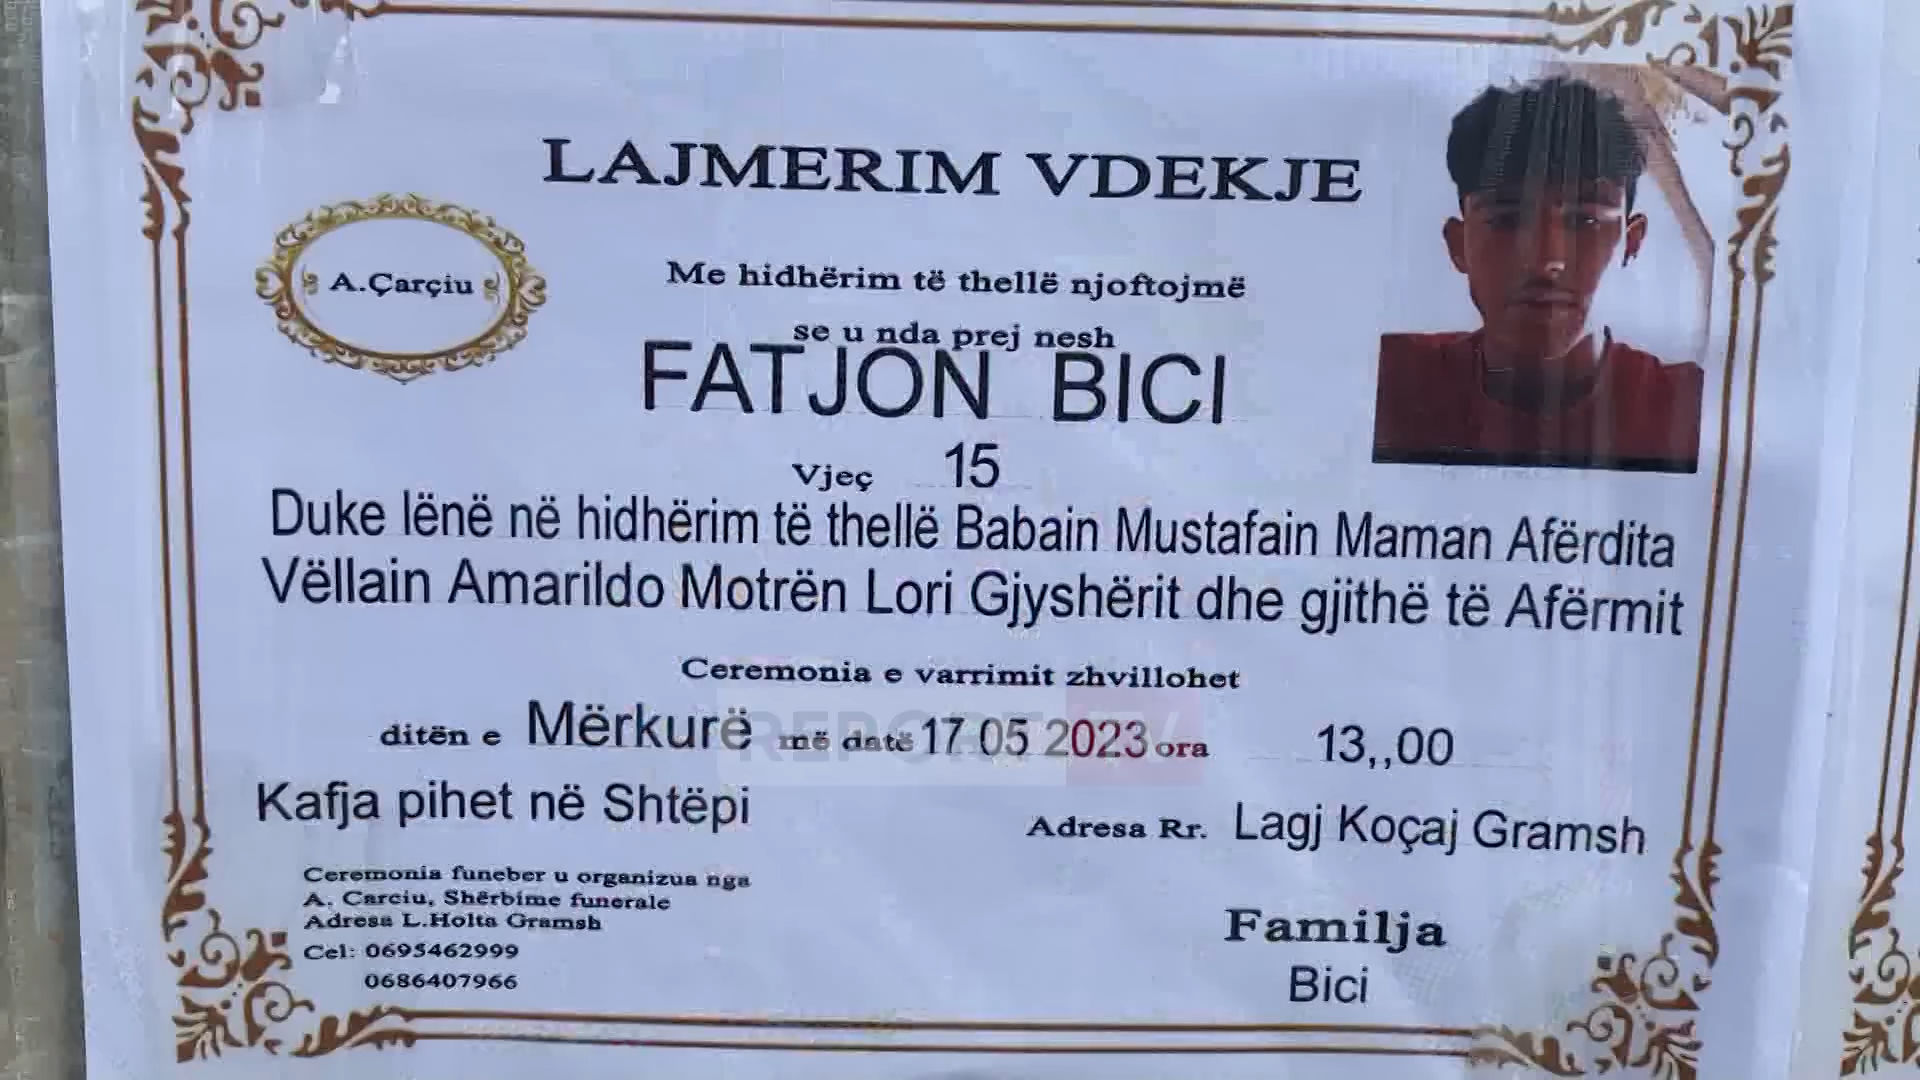 LAJMERIM VDEKJE
A.Çarçiu
Me hidhërim të thellë njoftojmë
se u nda prej nesh
FATJON BICI
Vjeç 15
Duke lënë në hidhërim të thellë Babain Mustafain Maman Afërdita
Vëllain Amarildo Motrën Lori Gjyshërit dhe gjithë të Afërmit
Ceremonia e varrimit zhvillohet
ditën e Mërkurë më datë 17 05 2023 ora 13,,00
REPORT TV
Kafja pihet në Shtëpi
Adresa Rr. Lagj Koçaj Gramsh
Ceremonia funeber u organizua nga
A. Carciu, Shërbime funerale
Adresa L.Holta Gramsh
Cel: 0695462999
0686407966
Familja
Bici